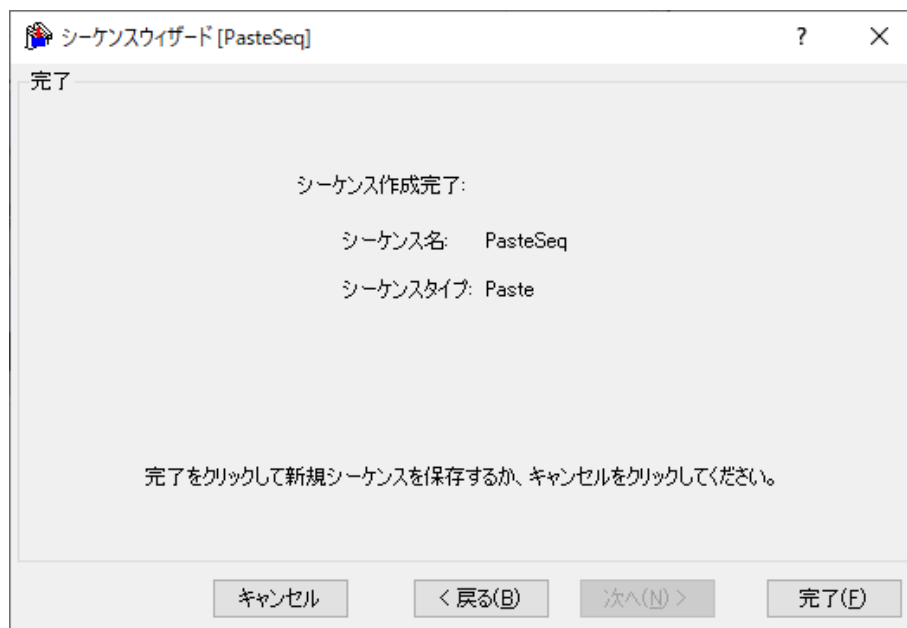 シーケンスウィザード [PasteSeq]
?
完了
シーケンス作成完了:
シーケンス名: PasteSeq
シーケンスタイプ: Paste
完了をクリックして新規シーケンスを保存するか、キャンセルをクリックしてください。
キャンセル
< 戻る(B)
次へ(N) >
完了(F)